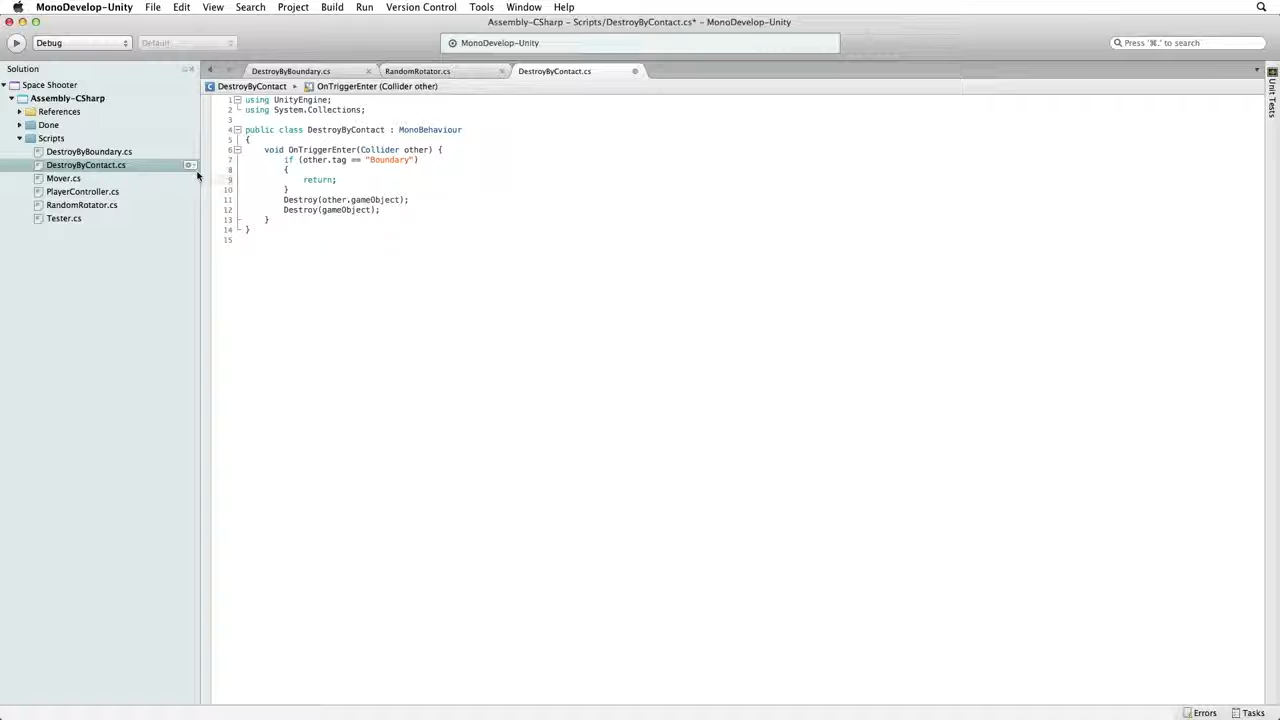 MonoDevelop-Unity File Edit View Search Project Build Run Version Control Tools Window Help
Assembly-CSharp – Scripts/DestroyByContact.cs* – MonoDevelop-Unity
Debug Default MonoDevelop-Unity Press '⌘.' to search
Solution
Space Shooter
Assembly-CSharp
References
Done
Scripts
DestroyByBoundary.cs
DestroyByContact.cs
Mover.cs
PlayerController.cs
RandomRotator.cs
Tester.cs
DestroyByBoundary.cs RandomRotator.cs DestroyByContact.cs
DestroyByContact OnTriggerEnter (Collider other)
1 using UnityEngine;
2 using System.Collections;
3
4 public class DestroyByContact : MonoBehaviour
5 {
6 void OnTriggerEnter(Collider other) {
7 if (other.tag == "Boundary")
8 {
9 return;
10 }
11 Destroy(other.gameObject);
12 Destroy(gameObject);
13 }
14 }
15
Unit Tests
Errors Tasks